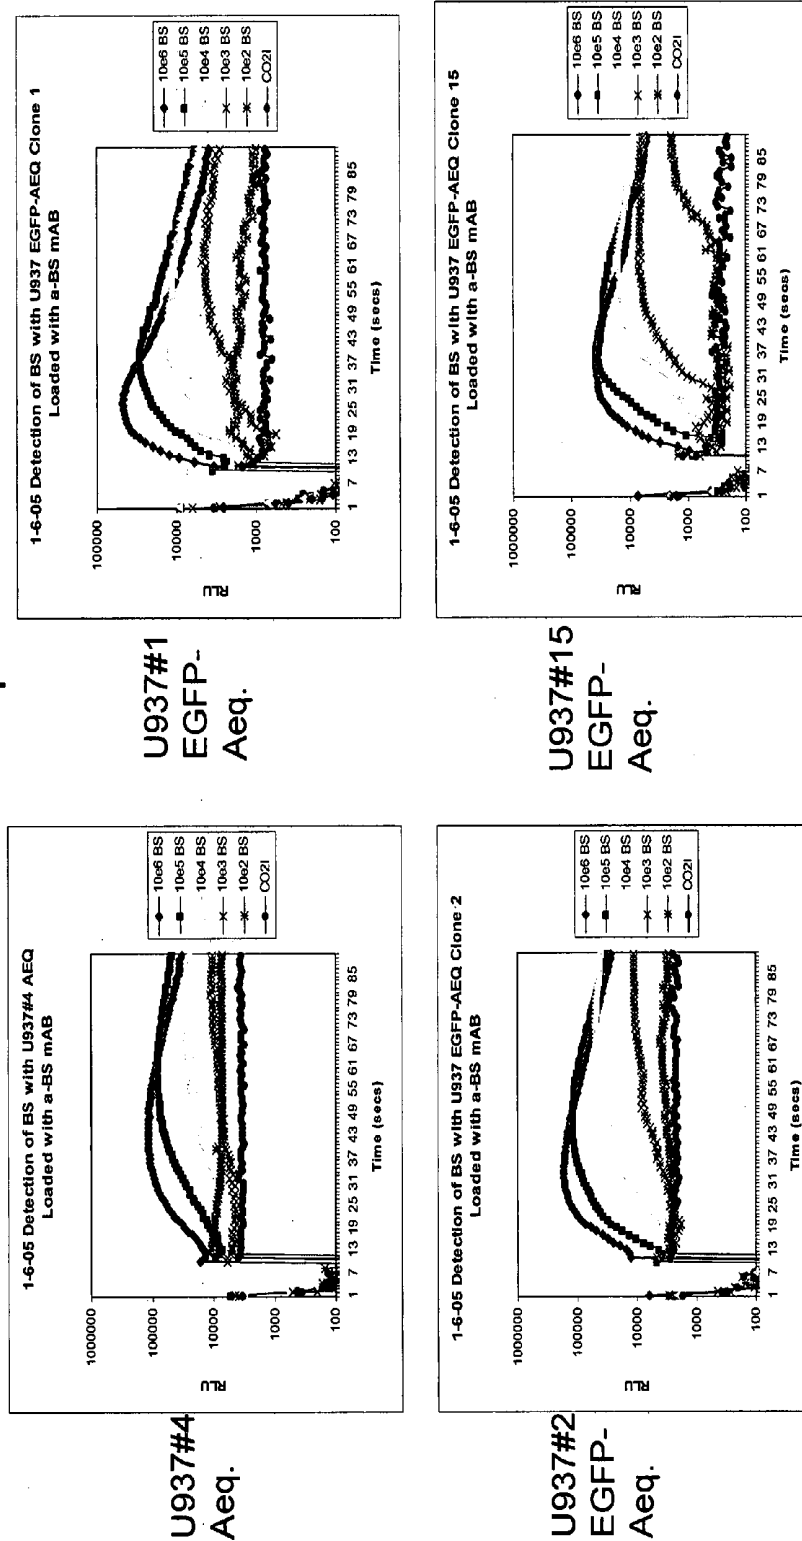 U937#4
Aeq.
1-6-05 Detection of BS with U937#4 AEQ
Loaded with a-BS mAB
1000000
100000
10000
1000
100
RLU
1 7 13 19 25 31 37 43 49 55 61 67 73 79 85
Time (secs)
10e6 BS
10e5 BS
10e4 BS
10e3 BS
10e2 BS
CO2I
U937#1
EGFP-
Aeq.
1-6-05 Detection of BS with U937 EGFP-AEQ Clone 1
Loaded with a-BS mAB
100000
10000
1000
100
RLU
1 7 13 19 25 31 37 43 49 55 61 67 73 79 85
Time (secs)
10e6 BS
10e5 BS
10e4 BS
10e3 BS
10e2 BS
CO2I
U937#2
EGFP-
Aeq.
1-6-05 Detection of BS with U937 EGFP-AEQ Clone 2
Loaded with a-BS mAB
1000000
100000
10000
1000
100
RLU
1 7 13 19 25 31 37 43 49 55 61 67 73 79 85
Time (secs)
10e6 BS
10e5 BS
10e4 BS
10e3 BS
10e2 BS
CO2I
U937#15
EGFP-
Aeq.
1-6-05 Detection of BS with U937 EGFP-AEQ Clone 15
Loaded with a-BS mAB
1000000
100000
10000
1000
100
RLU
1 7 13 19 25 31 37 43 49 55 61 67 73 79 85
Time (secs)
10e6 BS
10e5 BS
10e4 BS
10e3 BS
10e2 BS
CO2I